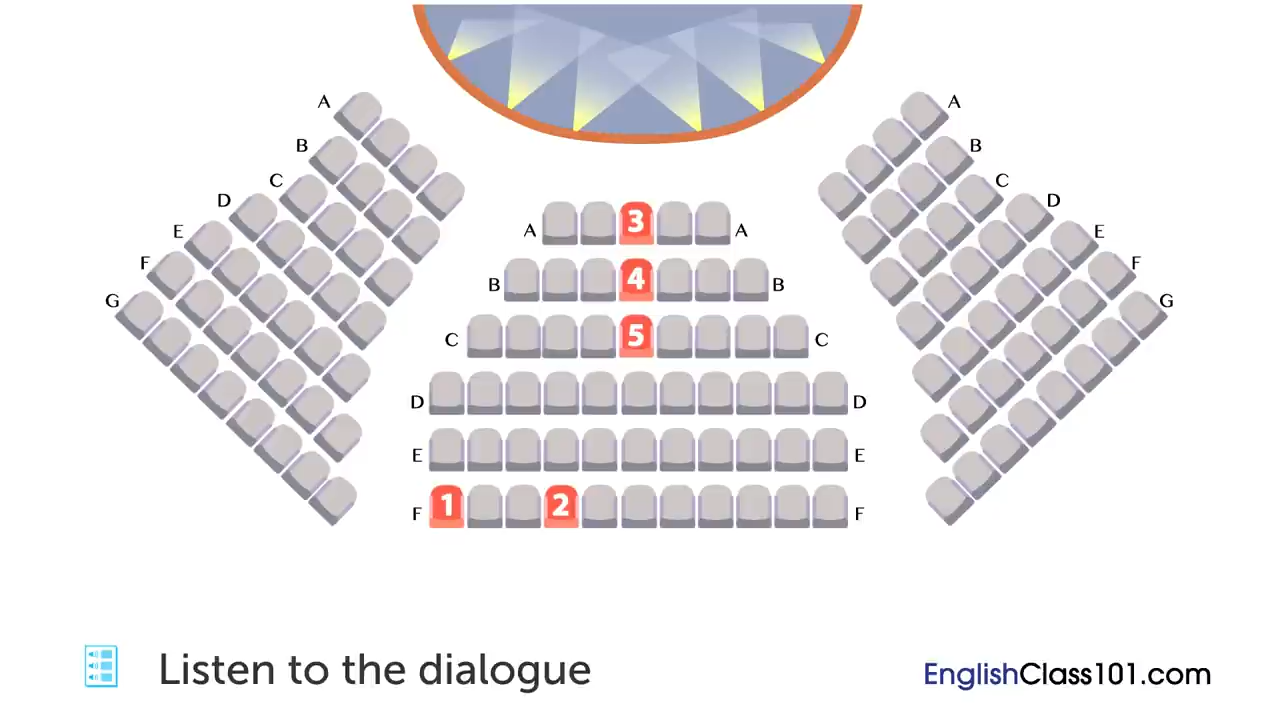 A A
B B
C C
D D
E E
F F
G G
A 3 A
B 4 B
C 5 C
D D
E E
F 1 2 F
Listen to the dialogue
EnglishClass101.com